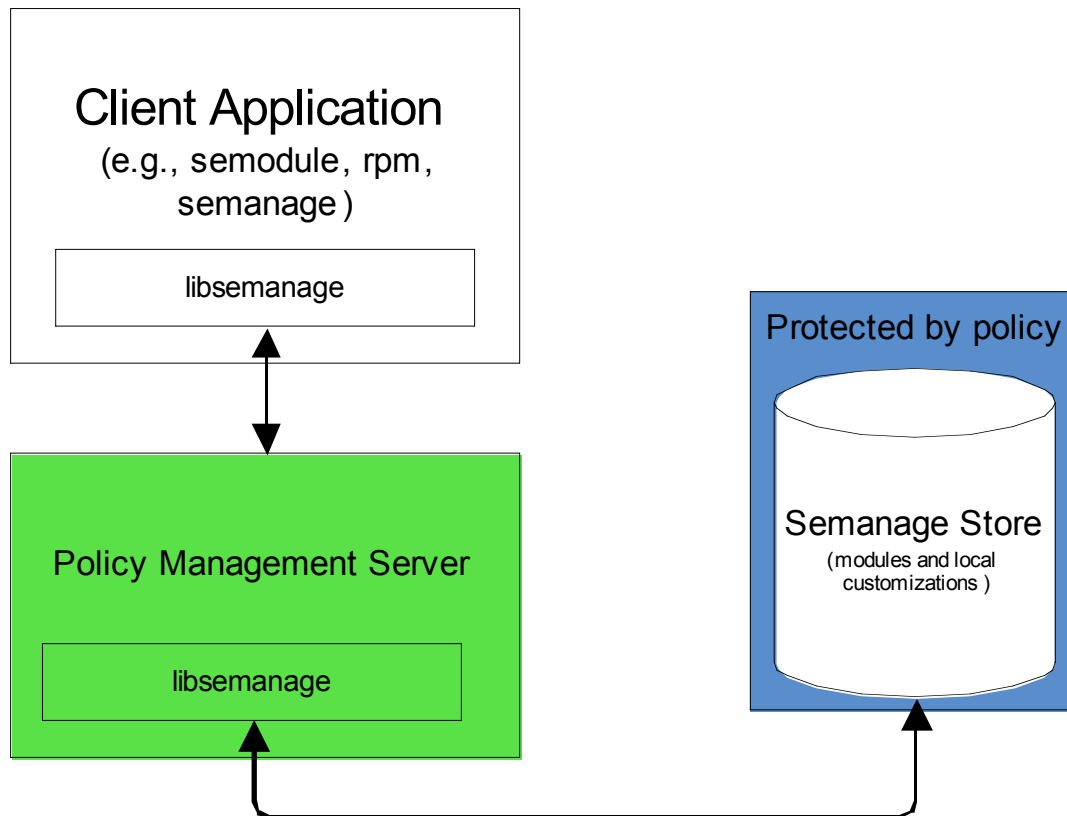 Client Application
(e.g., semodule, rpm,
semanage )
libsemanage
Protected by policy
Semanage Store
(modules and local
customizations )
Policy Management Server
libsemanage